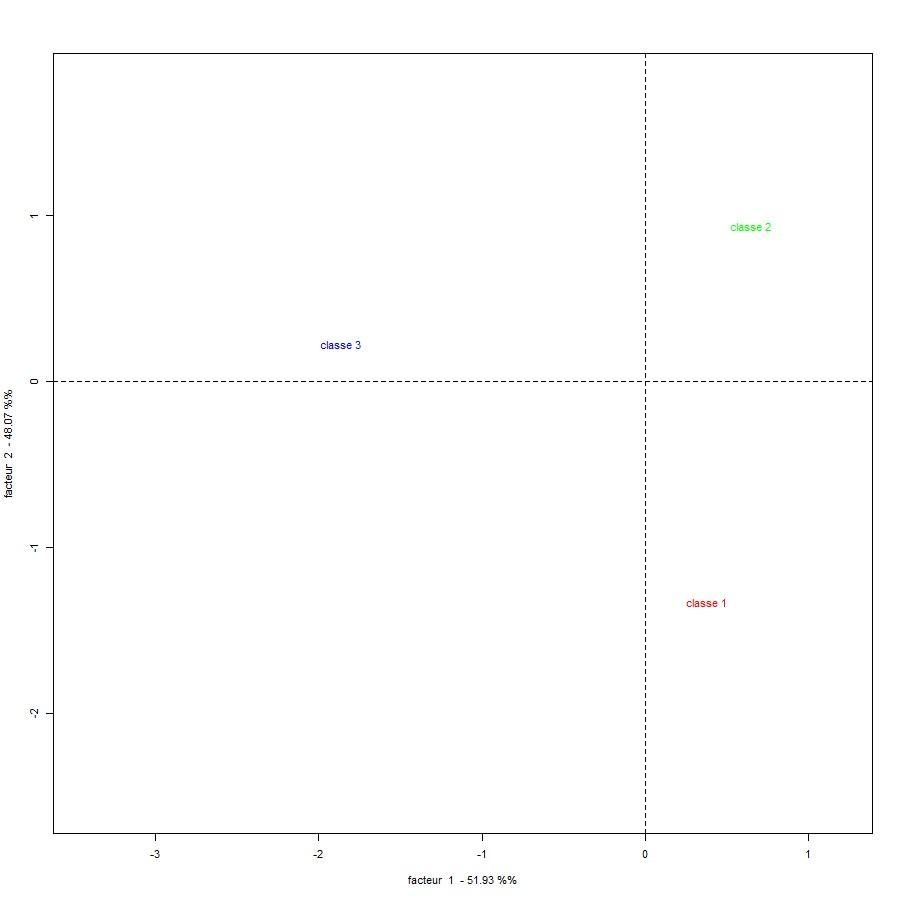 classe 2
classe 3
classe 1
1
0
-1
-2
facteur 2 - 48.07 %%
-3
-2
-1
0
1
facteur 1 - 51.93 %%